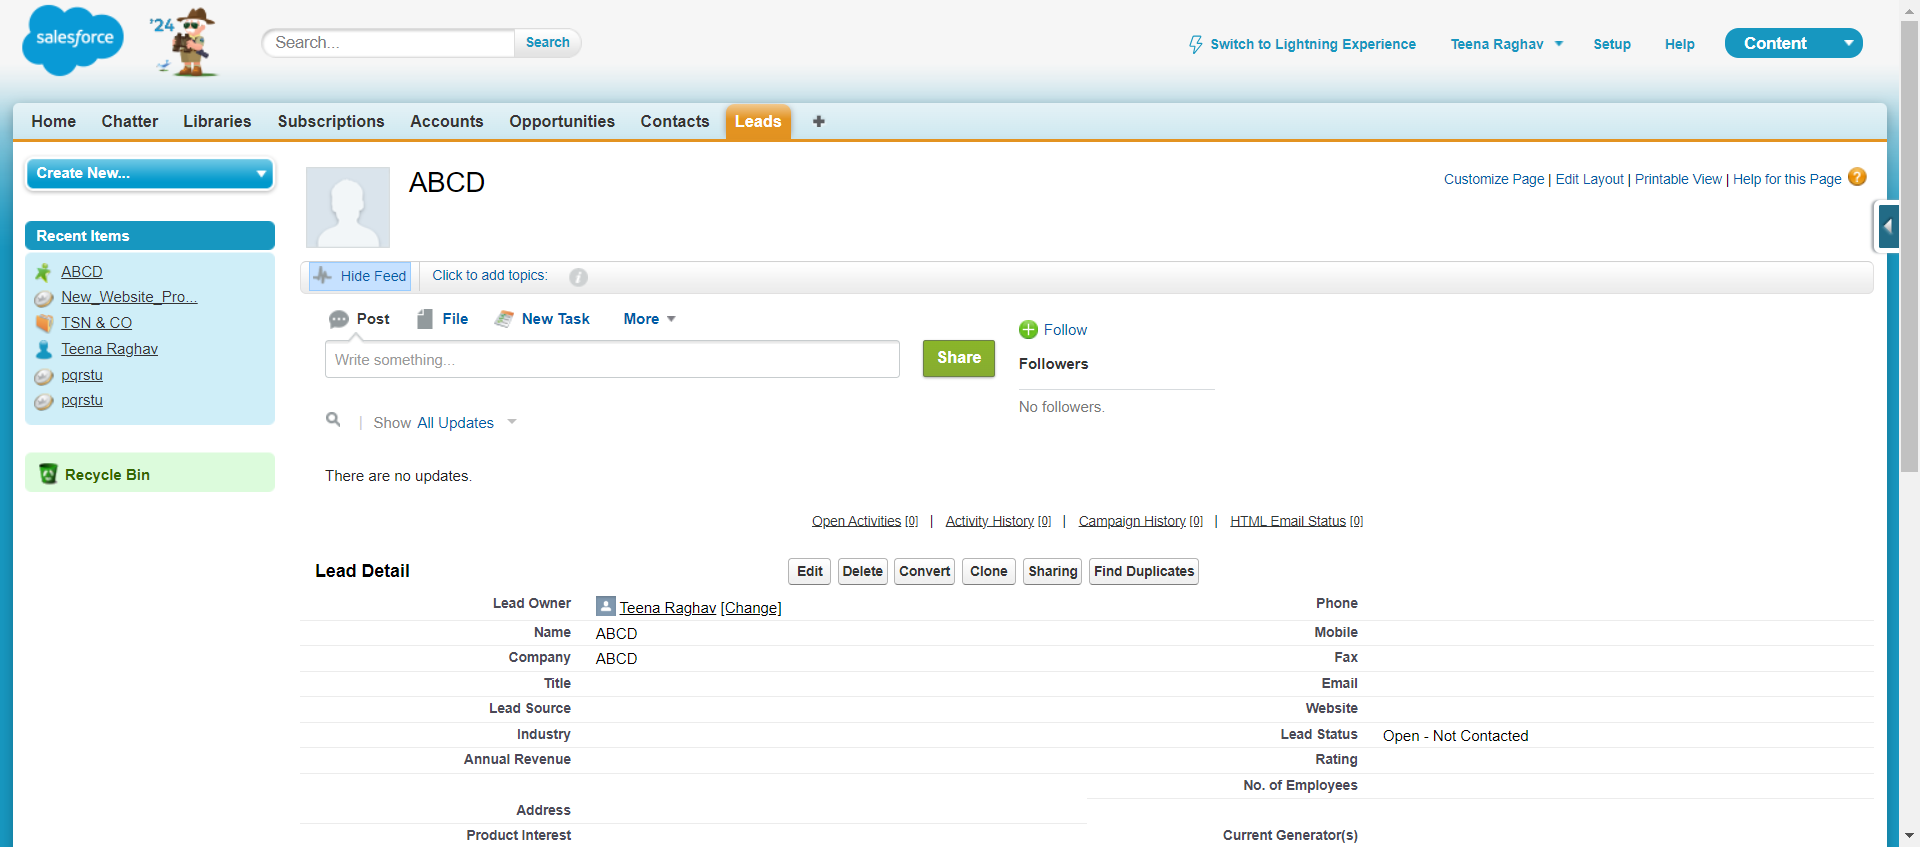 salesforce
'24
Search...
Search
Switch to Lightning Experience
Teena Raghav
Setup
Help
Content
Home
Chatter
Libraries
Subscriptions
Accounts
Opportunities
Contacts
Leads
Create New...
Recent Items
ABCD
New_Website_Pro...
TSN & CO
Teena Raghav
pqrstu
pqrstu
Recycle Bin
ABCD
Customize Page | Edit Layout | Printable View | Help for this Page ?
Hide Feed
Click to add topics:
i
Post
File
New Task
More
Write something...
Share
Follow
Followers
No followers.
| Show All Updates
There are no updates.
Open Activities [0] | Activity History [0] | Campaign History [0] | HTML Email Status [0]
Lead Detail
Edit
Delete
Convert
Clone
Sharing
Find Duplicates
Lead Owner Teena Raghav [Change] Phone
Name ABCD Mobile
Company ABCD Fax
Title Email
Lead Source Website
Industry Lead Status Open - Not Contacted
Annual Revenue Rating
No. of Employees
Address
Product Interest Current Generator(s)